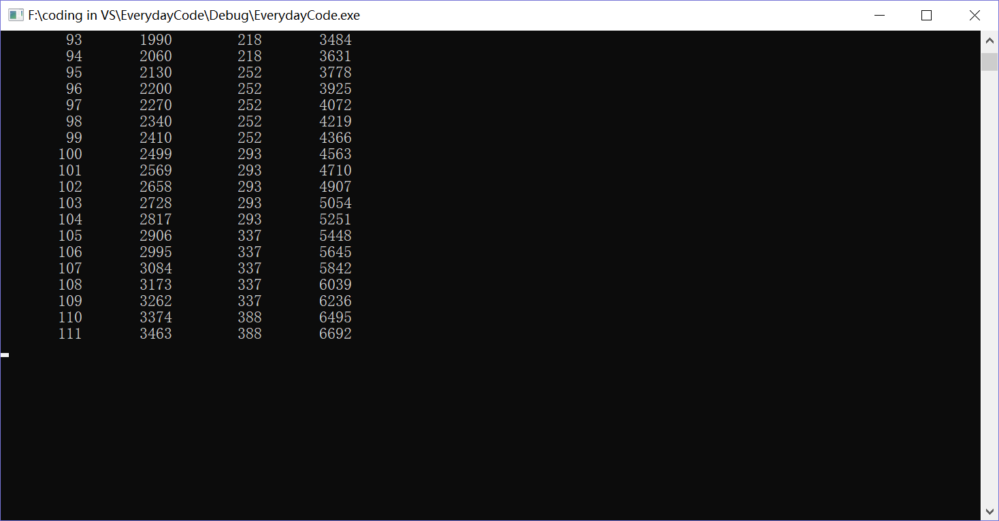 F:\coding in VS\EverydayCode\Debug\EverydayCode.exe
93 1990 218 3484
94 2060 218 3631
95 2130 252 3778
96 2200 252 3925
97 2270 252 4072
98 2340 252 4219
99 2410 252 4366
100 2499 293 4563
101 2569 293 4710
102 2658 293 4907
103 2728 293 5054
104 2817 293 5251
105 2906 337 5448
106 2995 337 5645
107 3084 337 5842
108 3173 337 6039
109 3262 337 6236
110 3374 388 6495
111 3463 388 6692